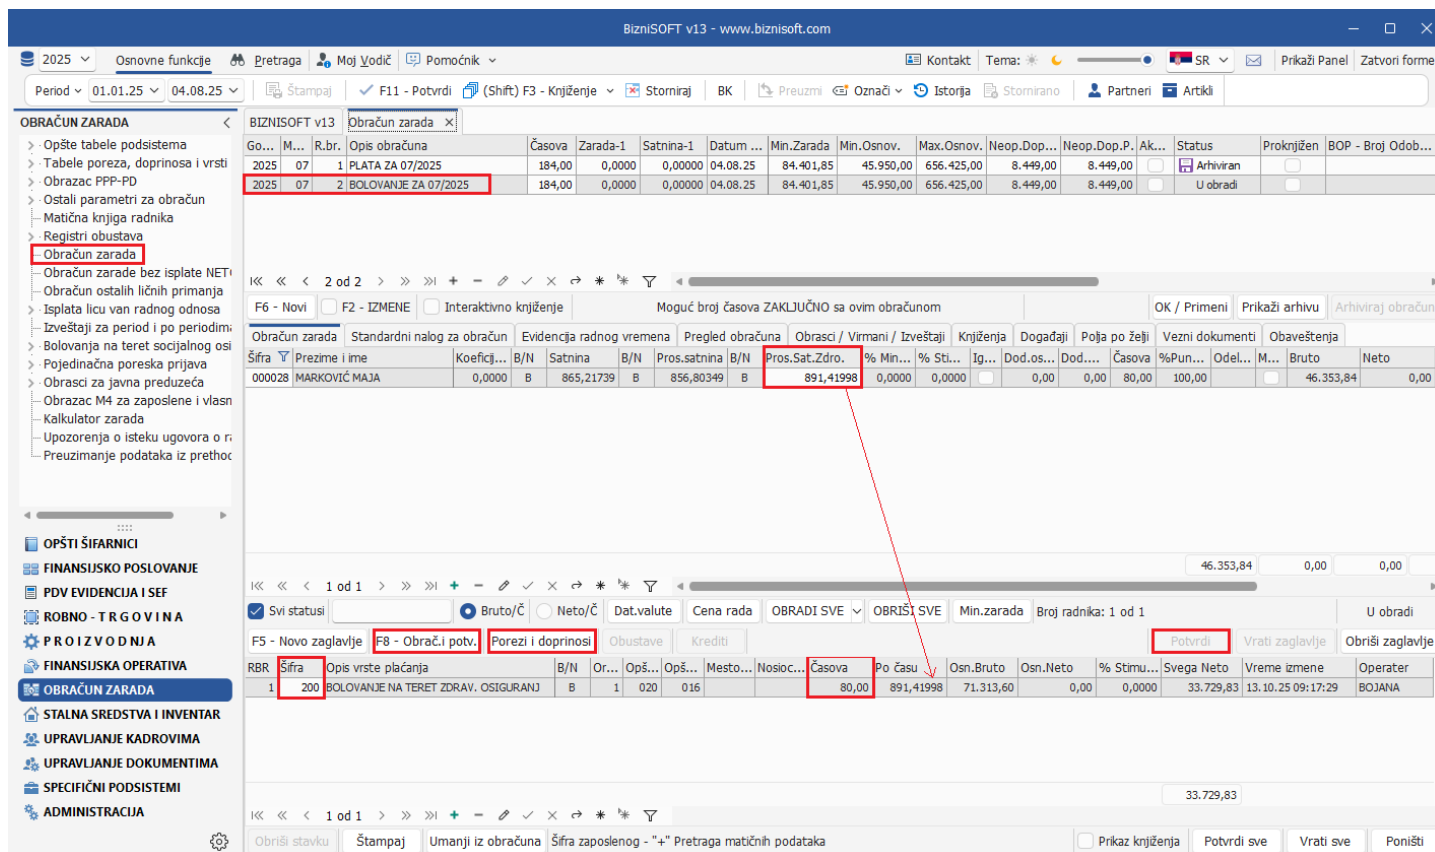 BizniSOFT v13 - www.biznisoft.com
2025 Osnovne funkcije Pretraga Moj Vodič Pomoćnik Kontakt Tema: SR Prikaži Panel Zatvori forme
Period 01.01.25 04.08.25 Štampaj F11 - Potvrdi (Shift) F3 - Knjiženje Storniraj BK Preuzmi Označi Istorija Stornirano Partneri Artikli
OBRAČUN ZARADA
Opšte tabele podsistema
Tabele poreza, doprinosa i vrsti
Obrazac PPP-PD
Ostali parametri za obračun
Matična knjiga radnika
Registri obustava
Obračun zarada
Obračun zarade bez isplate NET
Obračun ostalih ličnih primanja
Isplata licu van radnog odnosa
Izveštaji za period i po periodim
Bolovanja na teret socijalnog osi
Pojedinačna poreska prijava
Obrasci za javna preduzeća
Obrazac M4 za zaposlene i vlasn
Kalkulator zarada
Upozorenja o isteku ugovora o r
Preuzimanje podataka iz prethod
OPŠTI ŠIFARNICI
FINANSIJSKO POSLOVANJE
PDV EVIDENCIJA I SEF
ROBNO - T R G O V I N A
P R O I Z V O D NJ A
FINANSIJSKA OPERATIVA
OBRAČUN ZARADA
STALNA SREDSTVA I INVENTAR
UPRAVLJANJE KADROVIMA
UPRAVLJANJE DOKUMENTIMA
SPECIFIČNI PODSISTEMI
ADMINISTRACIJA
BIZNISOFT v13 Obračun zarada
Go... M... R.br. Opis obračuna Časova Zarada-1 Satnina-1 Datum ... Min.Zarada Min.Osnov. Max.Osnov. Neop.Dop... Neop.Dop.P. Ak... Status Proknjižen BOP - Broj Odob...
2025 07 1 PLATA ZA 07/2025 184,00 0,0000 0,00000 04.08.25 84.401,85 45.950,00 656.425,00 8.449,00 8.449,00 Arhiviran
2025 07 2 BOLOVANJE ZA 07/2025 184,00 0,0000 0,00000 04.08.25 84.401,85 45.950,00 656.425,00 8.449,00 8.449,00 U obradi
2 od 2
F6 - Novi F2 - IZMENE Interaktivno knjiženje Moguć broj časova ZAKLJUČNO sa ovim obračunom OK / Primeni Prikaži arhivu Arhiviraj obračun
Obračun zarada Standardni nalog za obračun Evidencija radnog vremena Pregled obračuna Obrasci / Virmani / Izveštaji Knjiženja Događaji Polja po želji Vezni dokumenti Obaveštenja
Šifra Prezime i ime Koeficij... B/N Satnina B/N Pros.satnina B/N Pros.Sat.Zdro. % Min... % Sti... Ig... Dod.os... Dod.... Časova %Pun... Odel... M... Bruto Neto
000028 MARKOVIĆ MAJA 0,0000 B 865,21739 B 856,80349 B 891,41998 0,0000 0,0000 0,00 0,00 80,00 100,00 46.353,84 0,00
46.353,84 0,00 0,00
1 od 1
Svi statusi Bruto/Č Neto/Č Dat.valute Cena rada OBRADI SVE OBRIŠI SVE Min.zarada Broj radnika: 1 od 1 U obradi
F5 - Novo zaglavlje F8 - Obrač.i potv. Porezi i doprinosi Obustave Krediti Potvrdi Vrati zaglavlje Obriši zaglavlje
RBR Šifra Opis vrste plaćanja B/N Or... Opš... Opš... Mesto... Nosioc... Časova Po času Osn.Bruto Osn.Neto % Stimu... Svega Neto Vreme izmene Operater
1 200 BOLOVANJE NA TERET ZDRAV. OSIGURANJ B 1 020 016 80,00 891,41998 71.313,60 0,00 0,0000 33.729,83 13.10.25 09:17:29 BOJANA
33.729,83
1 od 1
Obriši stavku Štampaj Umanji iz obračuna Šifra zaposlenog - "+" Pretraga matičnih podataka Prikaz knjiženja Potvrdi sve Vrati sve Poništi